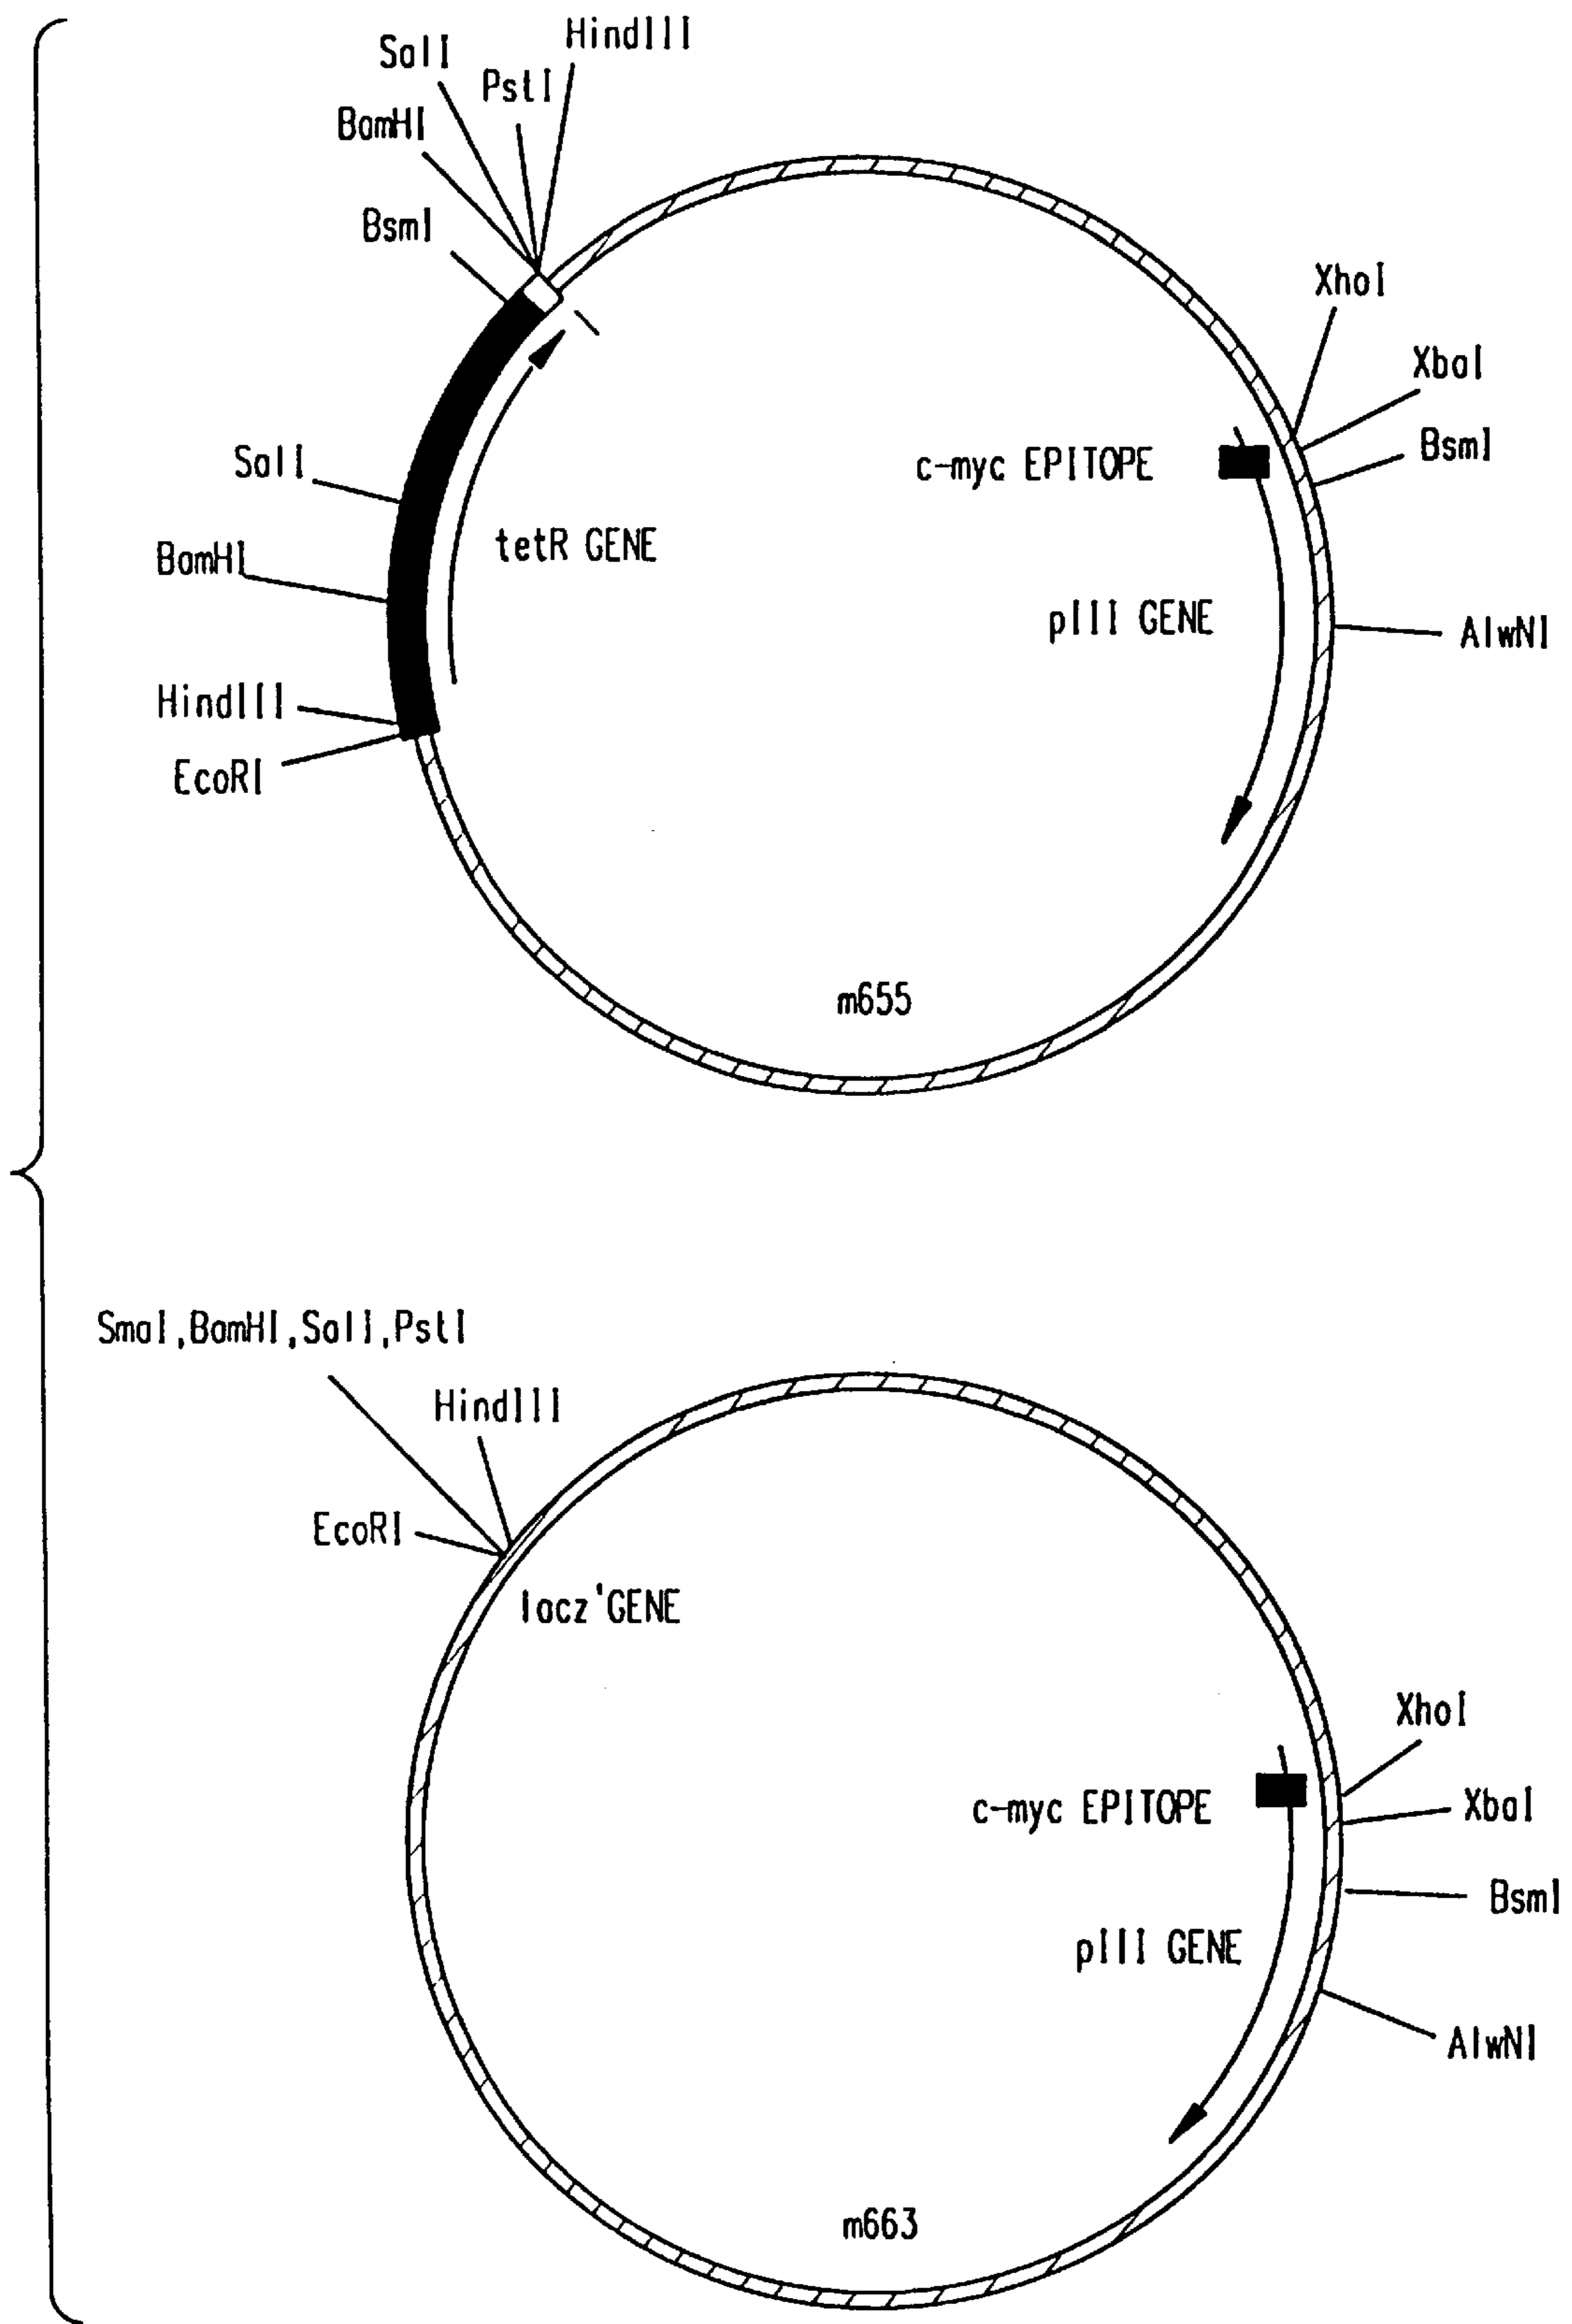 HindIII
SalI
PstI
BamHI
BsmI
XhoI
XbaI
BsmI
c-myc EPITOPE
SalI
tetR GENE
BamHI
pIII GENE
AlwNI
HindIII
EcoRI
m655
SmaI,BamHI,SalI,PstI
HindIII
EcoRI
lacz'GENE
XhoI
c-myc EPITOPE
XbaI
BsmI
pIII GENE
AlwNI
m663